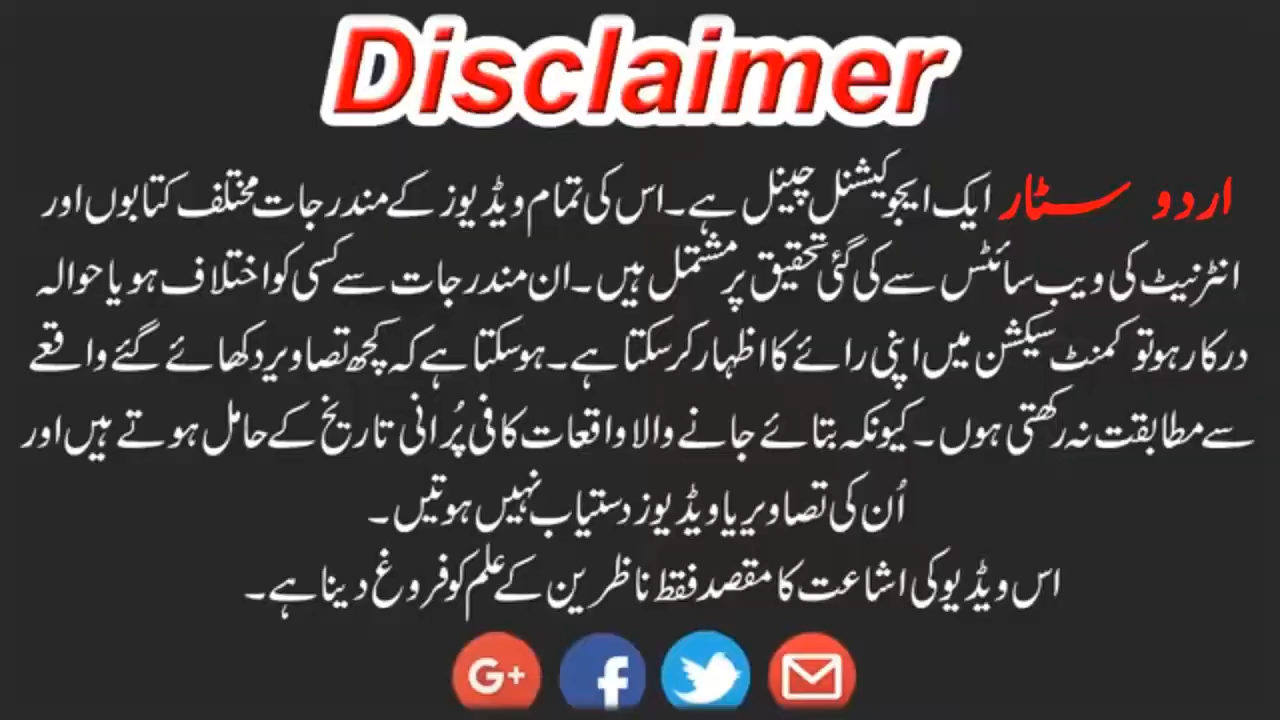 Disclaimer
اردو سٹار ایک ایجوکیشنل چینل ہے۔ اس کی تمام ویڈیوز کے مندرجات مختلف کتابوں اور
انٹرنیٹ کی ویب سائٹس سے کی گئی تحقیق پر مشتمل ہیں۔ ان مندرجات سے کسی کو اختلاف ہو یا حوالہ
درکار ہو تو کمنٹ سیکشن میں اپنی رائے کا اظہار کر سکتا ہے۔ ہو سکتا ہے کہ کچھ تصاویر دکھائے گئے واقعے
سے مطابقت نہ رکھتی ہوں۔ کیونکہ بتائے جانے والا واقعات کافی پُرانی تاریخ کے حامل ہوتے ہیں اور
اُن کی تصاویر یا ویڈیوز دستیاب نہیں ہوتیں۔
اس ویڈیو کی اشاعت کا مقصد فقط ناظرین کے علم کو فروغ دینا ہے۔
G+ f